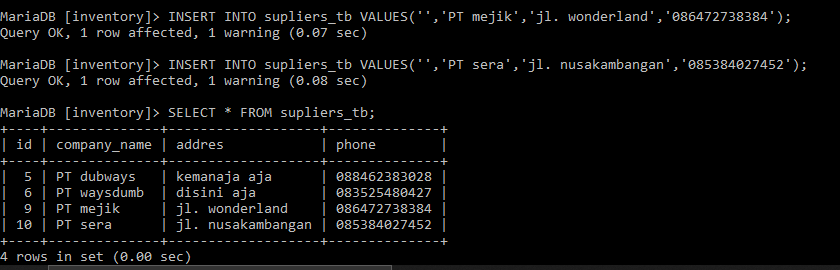 MariaDB [inventory]> INSERT INTO supliers_tb VALUES('','PT mejik','jl. wonderland','086472738384');
Query OK, 1 row affected, 1 warning (0.07 sec)
MariaDB [inventory]> INSERT INTO supliers_tb VALUES('','PT sera','jl. nusakambangan','085384027452');
Query OK, 1 row affected, 1 warning (0.08 sec)
MariaDB [inventory]> SELECT * FROM supliers_tb;
+----+--------------+-------------------+--------------+
| id | company_name | addres            | phone        |
+----+--------------+-------------------+--------------+
|  5 | PT dubways   | kemanaja aja      | 088462383028 |
|  6 | PT waysdumb  | disini aja        | 083525480427 |
|  9 | PT mejik     | jl. wonderland    | 086472738384 |
| 10 | PT sera      | jl. nusakambangan | 085384027452 |
+----+--------------+-------------------+--------------+
4 rows in set (0.00 sec)